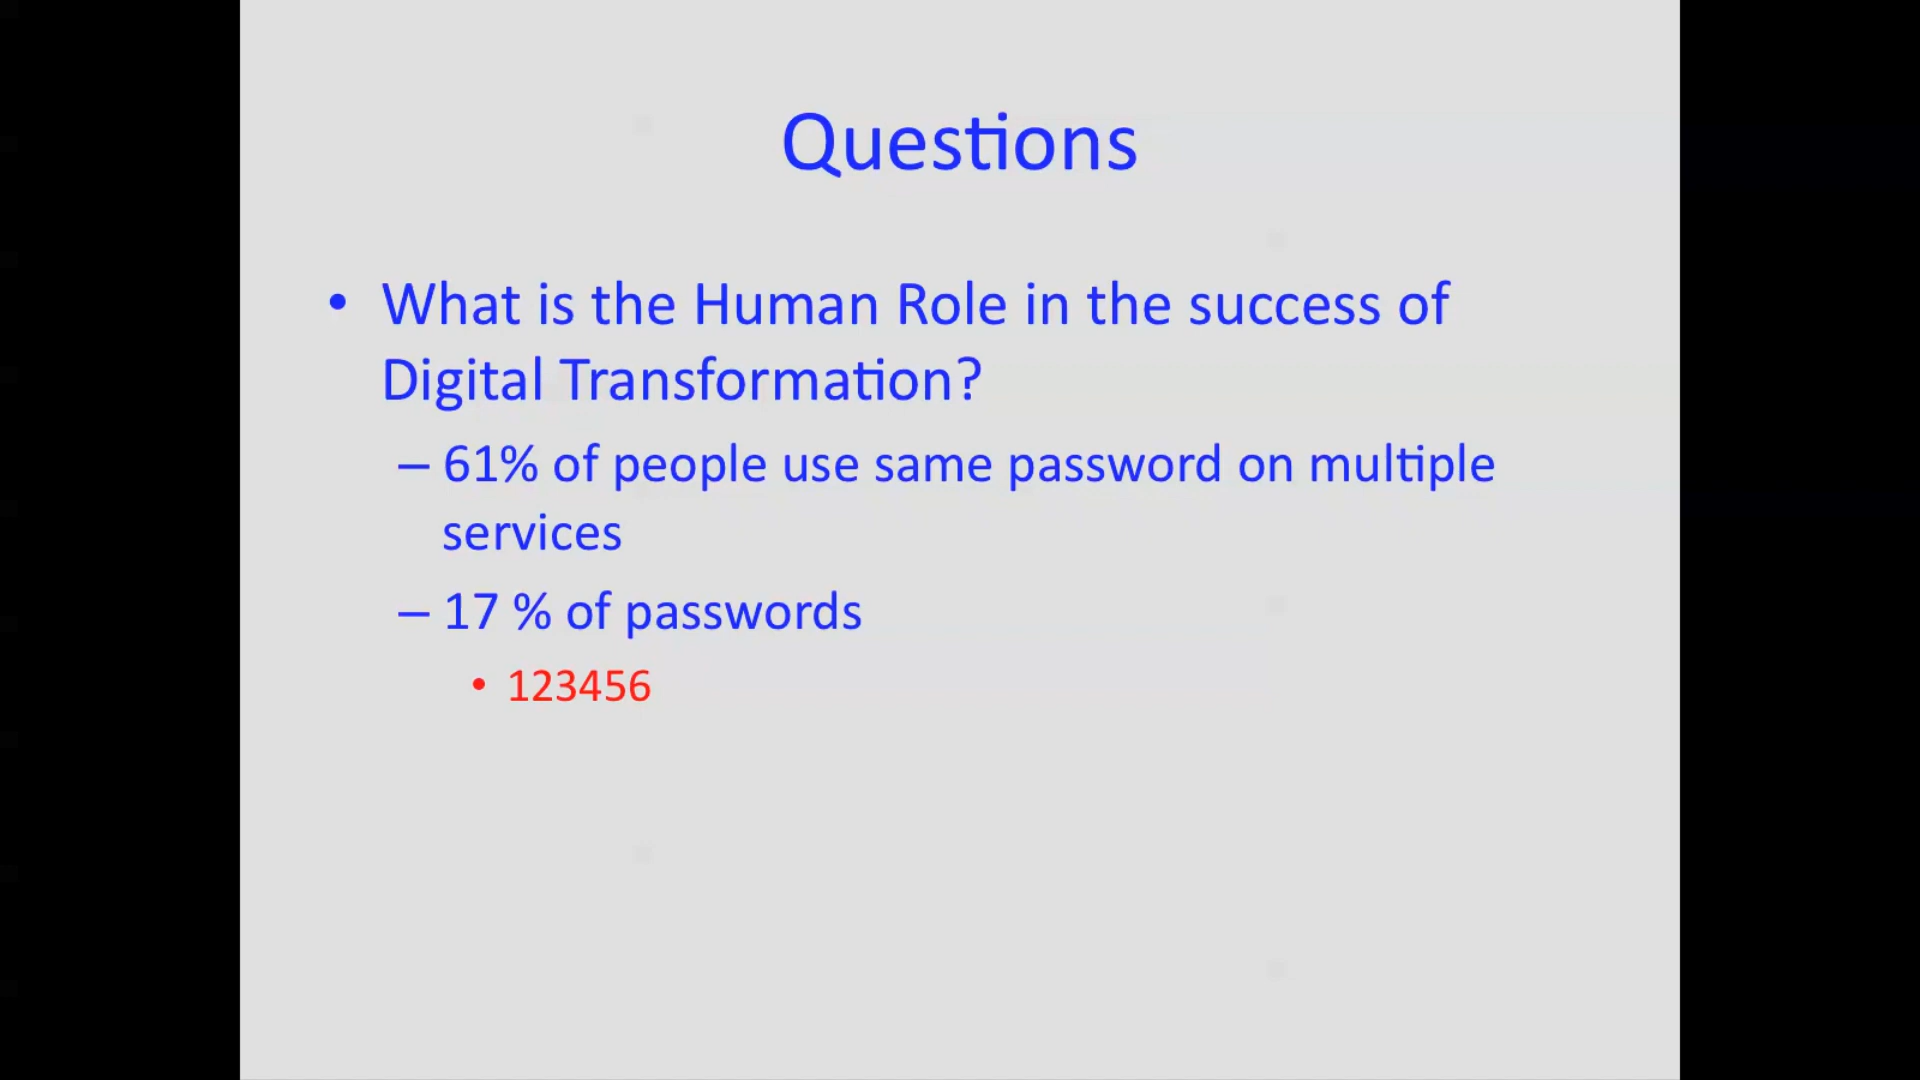 Questions
• What is the Human Role in the success of
Digital Transformation?
– 61% of people use same password on multiple
services
– 17 % of passwords
• 123456